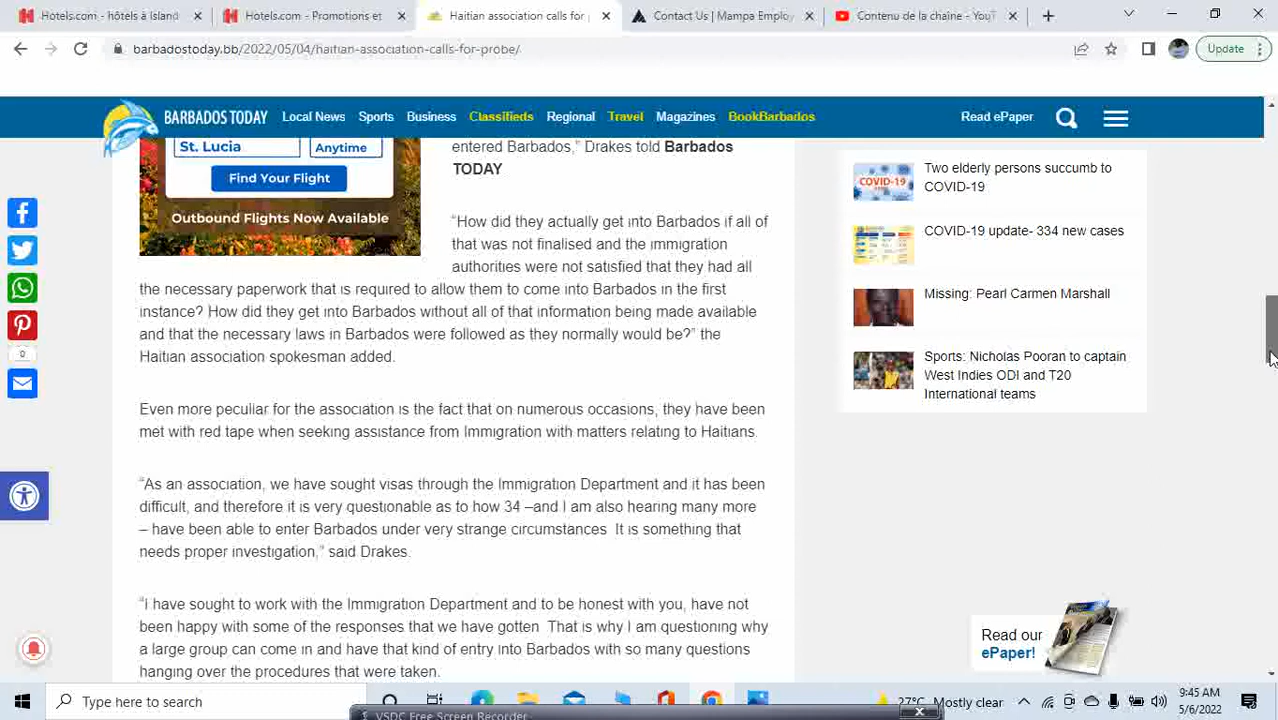 Hotels.com - hôtels à Island
Hotels.com - Promotions et
Haitian association calls for
Contact Us | Mampa Employ
Contenu de la chaîne - YouT
barbadostoday.bb/2022/05/04/haitian-association-calls-for-probe/
Update
BARBADOS TODAY
Local News
Sports
Business
Classifieds
Regional
Travel
Magazines
BookBarbados
Read ePaper
St. Lucia
Anytime
Find Your Flight
Outbound Flights Now Available
entered Barbados,” Drakes told Barbados
TODAY
“How did they actually get into Barbados if all of
that was not finalised and the immigration
authorities were not satisfied that they had all
the necessary paperwork that is required to allow them to come into Barbados in the first
instance? How did they get into Barbados without all of that information being made available
and that the necessary laws in Barbados were followed as they normally would be?” the
Haitian association spokesman added.
Even more peculiar for the association is the fact that on numerous occasions, they have been
met with red tape when seeking assistance from Immigration with matters relating to Haitians.
“As an association, we have sought visas through the Immigration Department and it has been
difficult, and therefore it is very questionable as to how 34 –and I am also hearing many more
– have been able to enter Barbados under very strange circumstances It is something that
needs proper investigation,” said Drakes.
“I have sought to work with the Immigration Department and to be honest with you, have not
been happy with some of the responses that we have gotten That is why I am questioning why
a large group can come in and have that kind of entry into Barbados with so many questions
hanging over the procedures that were taken.
0
COVID-19
Two elderly persons succumb to
COVID-19
COVID-19 update- 334 new cases
Missing: Pearl Carmen Marshall
Sports: Nicholas Pooran to captain
West Indies ODI and T20
International teams
Read our
ePaper!
Type here to search
27°C Mostly clear
9:45 AM
5/6/2022
VSDC Free Screen Recorder